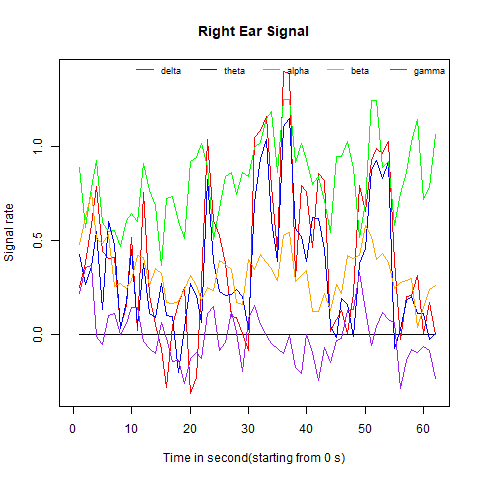 Right Ear Signal
delta theta alpha beta gamma
Signal rate
0.0 0.5 1.0
0 10 20 30 40 50 60
Time in second(starting from 0 s)